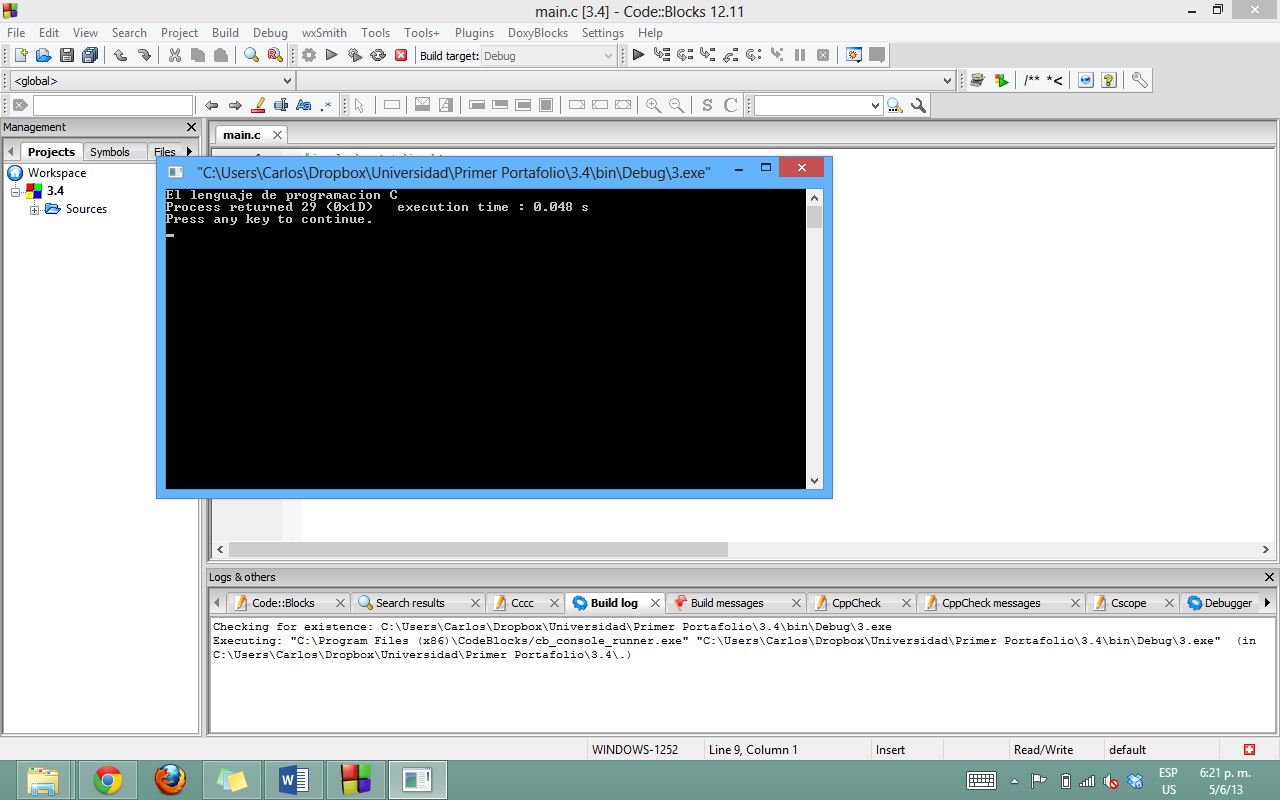 main.c [3.4] - Code::Blocks 12.11
File Edit View Search Project Build Debug wxSmith Tools Tools+ Plugins DoxyBlocks Settings Help
Build target: Debug
<global>
/** *<
Aa .*
S C
Management
Projects Symbols Files
main.c
Workspace
3.4
Sources
"C:\Users\Carlos\Dropbox\Universidad\Primer Portafolio\3.4\bin\Debug\3.exe"
El lenguaje de programacion C
Process returned 29 (0x1D) execution time : 0.048 s
Press any key to continue.
Logs & others
Code::Blocks Search results Cccc Build log Build messages CppCheck CppCheck messages Cscope Debugger
Checking for existence: C:\Users\Carlos\Dropbox\Universidad\Primer Portafolio\3.4\bin\Debug\3.exe
Executing: "C:\Program Files (x86)\CodeBlocks/cb_console_runner.exe" "C:\Users\Carlos\Dropbox\Universidad\Primer Portafolio\3.4\bin\Debug\3.exe" (in
C:\Users\Carlos\Dropbox\Universidad\Primer Portafolio\3.4\.)
WINDOWS-1252 Line 9, Column 1 Insert Read/Write default
ESP 6:21 p. m.
US 5/6/13